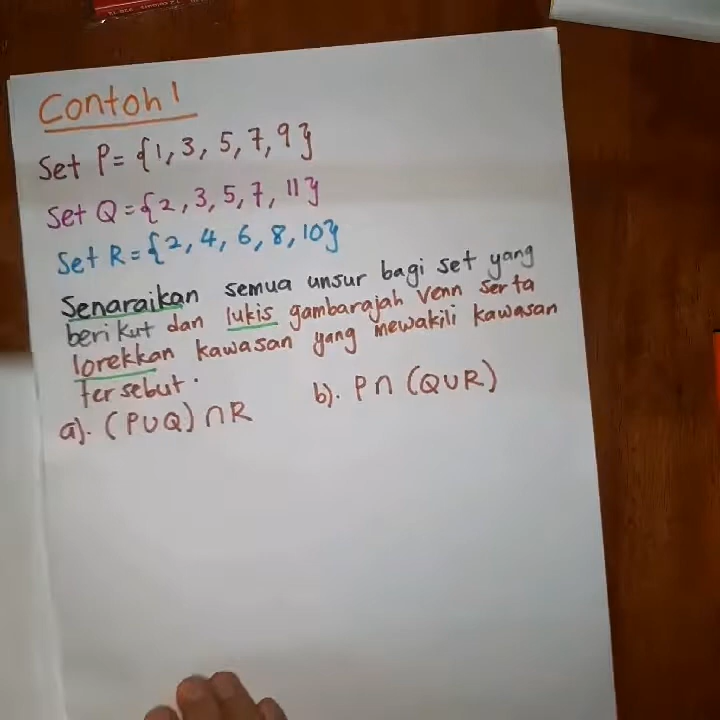 Contoh 1
Set P = {1, 3, 5, 7, 9}
Set Q = {2, 3, 5, 7, 11}
Set R = {2, 4, 6, 8, 10}
Senaraikan semua unsur bagi set yang
berikut dan lukis gambarajah venn serta
lorekkan kawasan yang mewakili kawasan
tersebut.
a). (P∪Q) ∩ R
b). P ∩ (Q∪R)